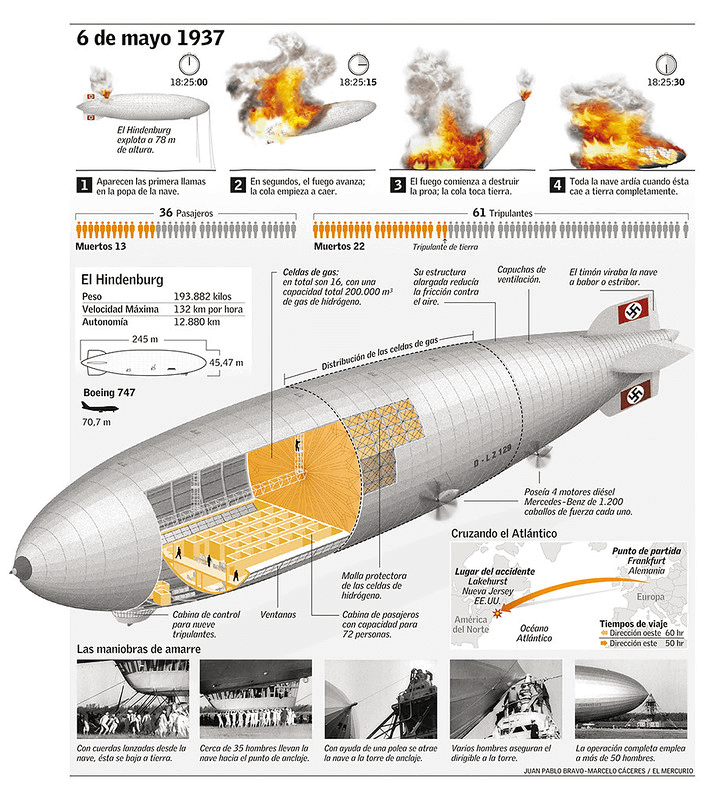 6 de mayo 1937
18:25:00
18:25:15
18:25:30
El Hindenburg
explota a 78 m
de altura.
1 Aparecen las primera llamas
en la popa de la nave.
2 En segundos, el fuego avanza;
la cola empieza a caer.
3 El fuego comienza a destruir
la proa; la cola toca tierra.
4 Toda la nave ardía cuando ésta
cae a tierra completamente.
36 Pasajeros
61 Tripulantes
Muertos 13
Muertos 22
Tripulante de tierra
El Hindenburg
Peso 193.882 kilos
Velocidad Máxima 132 km por hora
Autonomía 12.880 km
245 m
45,47 m
Boeing 747
70,7 m
Celdas de gas:
en total son 16, con una
capacidad total 200.000 m³
de gas de hidrógeno.
Su estructura
alargada reducía
la fricción contra
el aire.
Capuchas de
ventilación.
El timón viraba la nave
a babor o estribor.
Distribución de las celdas de gas
D-LZ129
Poseía 4 motores diésel
Mercedes-Benz de 1.200
caballos de fuerza cada uno.
Malla protectora
de las celdas de
hidrógeno.
Cabina de control
para nueve
tripulantes.
Ventanas
Cabina de pasajeros
con capacidad para
72 personas.
Cruzando el Atlántico
Lugar del accidente
Lakehurst
Nueva Jersey
EE.UU.
Punto de partida
Frankfurt
Alemania
Europa
América
del Norte
Océano
Atlántico
Tiempos de viaje
Dirección oeste 60 hr
Dirección este 50 hr
Las maniobras de amarre
Con cuerdas lanzadas desde la
nave, ésta se baja a tierra.
Cerca de 35 hombres llevan la
nave hacia el punto de anclaje.
Con ayuda de una polea se atrae
la nave a la torre de anclaje.
Varios hombres aseguran el
dirigible a la torre.
La operación completa emplea
a más de 50 hombres.
JUAN PABLO BRAVO-MARCELO CÁCERES / EL MERCURIO